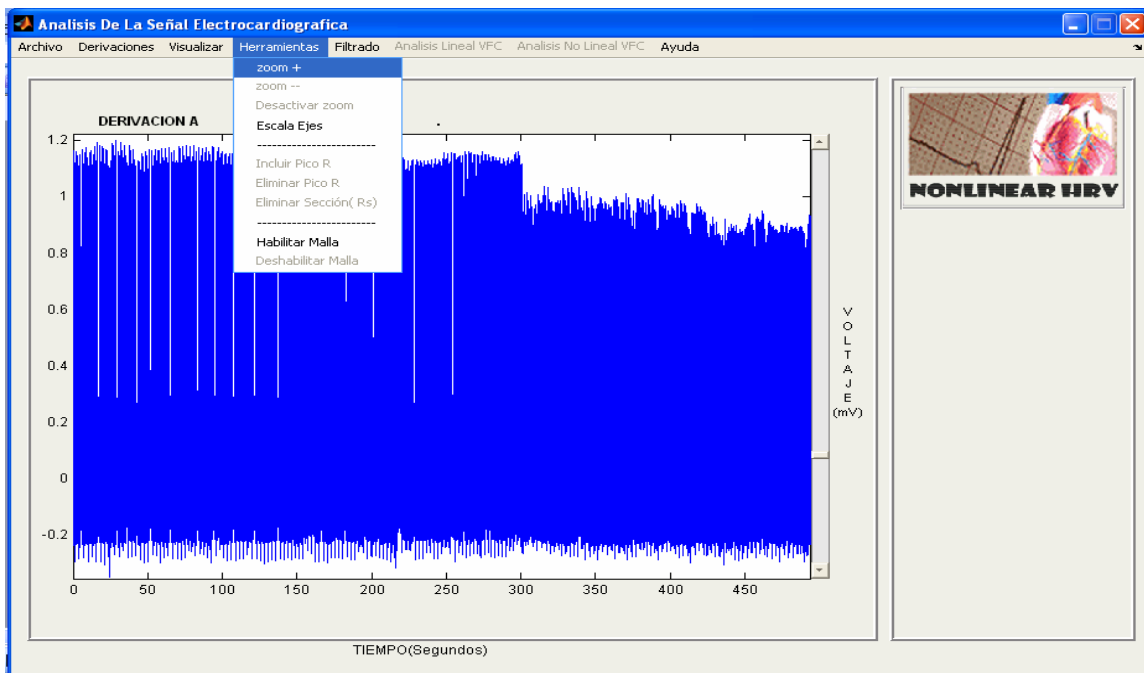 Analisis De La Señal Electrocardiografica
Archivo Derivaciones Visualizar Herramientas Filtrado Analisis Lineal VFC Analisis No Lineal VFC Ayuda
zoom +
zoom --
Desactivar zoom
Escala Ejes
------------------------
Incluir Pico R
Eliminar Pico R
Eliminar Sección( Rs)
------------------------
Habilitar Malla
Deshabilitar Malla
DERIVACION A
1.2
1
0.8
0.6
0.4
0.2
0
-0.2
0 50 100 150 200 250 300 350 400 450
TIEMPO(Segundos)
V
O
L
T
A
J
E
(mV)
NONLINEAR HRV